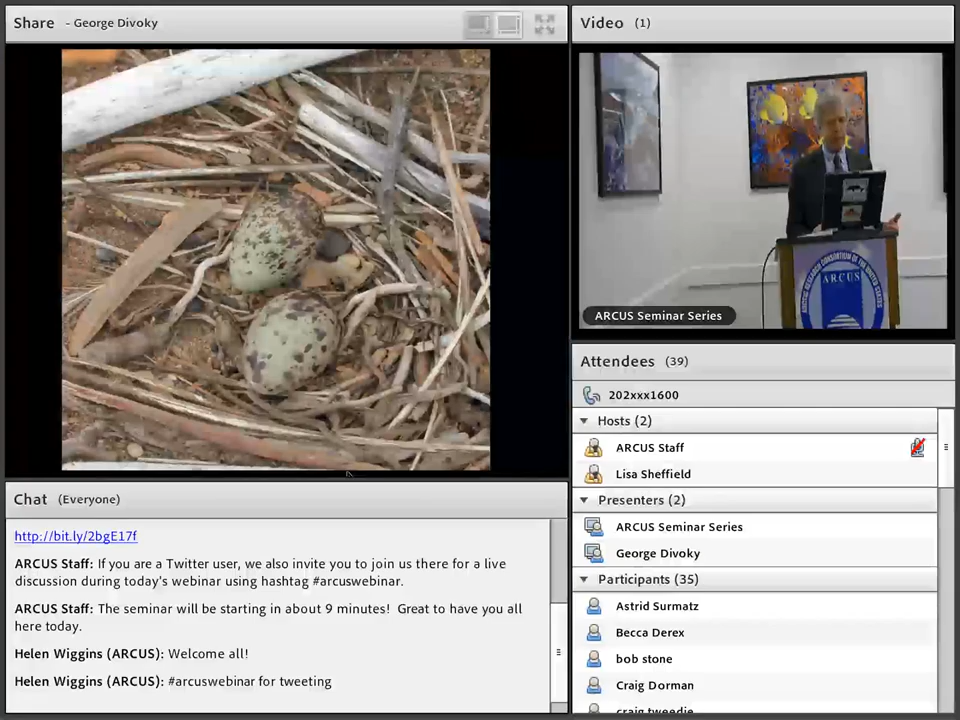 Share - George Divoky
Video (1)
ARCUS
ARCUS Seminar Series
Attendees (39)
202xxx1600
Hosts (2)
ARCUS Staff
Lisa Sheffield
Presenters (2)
ARCUS Seminar Series
George Divoky
Participants (35)
Astrid Surmatz
Becca Derex
bob stone
Craig Dorman
craig tweedie
Chat (Everyone)
http://bit.ly/2bgE17f
ARCUS Staff: If you are a Twitter user, we also invite you to join us there for a live
discussion during today's webinar using hashtag #arcuswebinar.
ARCUS Staff: The seminar will be starting in about 9 minutes! Great to have you all
here today.
Helen Wiggins (ARCUS): Welcome all!
Helen Wiggins (ARCUS): #arcuswebinar for tweeting